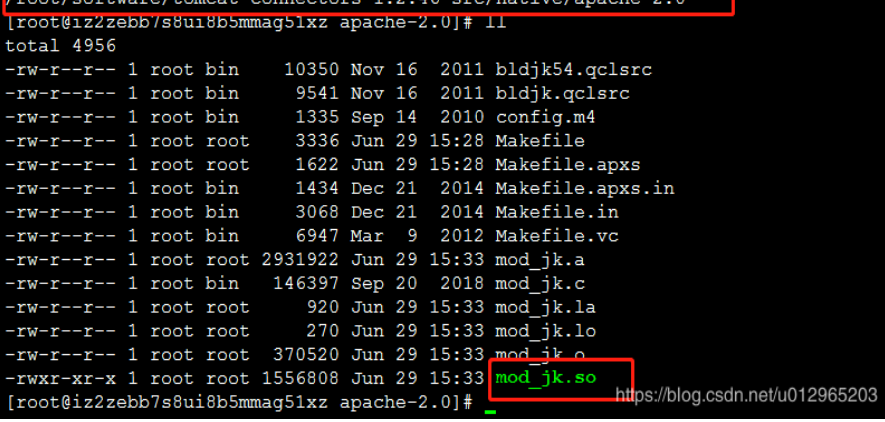 /root/software/tomcat-connectors-1.2.46-src/native/apache-2.0
[root@iz2zebb7s8ui8b5mmag51xz apache-2.0]# ll
total 4956
-rw-r--r-- 1 root bin    10350 Nov 16  2011 bldjk54.qclsrc
-rw-r--r-- 1 root bin     9541 Nov 16  2011 bldjk.qclsrc
-rw-r--r-- 1 root bin     1335 Sep 14  2010 config.m4
-rw-r--r-- 1 root root    3336 Jun 29 15:28 Makefile
-rw-r--r-- 1 root root    1622 Jun 29 15:28 Makefile.apxs
-rw-r--r-- 1 root bin     1434 Dec 21  2014 Makefile.apxs.in
-rw-r--r-- 1 root bin     3068 Dec 21  2014 Makefile.in
-rw-r--r-- 1 root bin     6947 Mar  9  2012 Makefile.vc
-rw-r--r-- 1 root root 2931922 Jun 29 15:33 mod_jk.a
-rw-r--r-- 1 root bin   146397 Sep 20  2018 mod_jk.c
-rw-r--r-- 1 root root     920 Jun 29 15:33 mod_jk.la
-rw-r--r-- 1 root root     270 Jun 29 15:33 mod_jk.lo
-rw-r--r-- 1 root root  370520 Jun 29 15:33 mod_jk.o
-rwxr-xr-x 1 root root 1556808 Jun 29 15:33 mod_jk.so
https://blog.csdn.net/u012965203
[root@iz2zebb7s8ui8b5mmag51xz apache-2.0]#